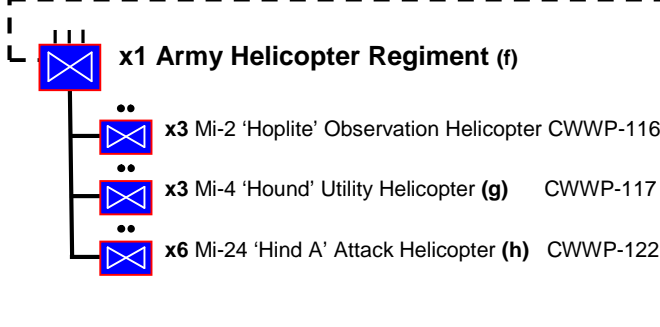 x1 Army Helicopter Regiment (f)
x3 Mi-2 ‘Hoplite’ Observation Helicopter CWWP-116
x3 Mi-4 ‘Hound’ Utility Helicopter (g) CWWP-117
x6 Mi-24 ‘Hind A’ Attack Helicopter (h) CWWP-122